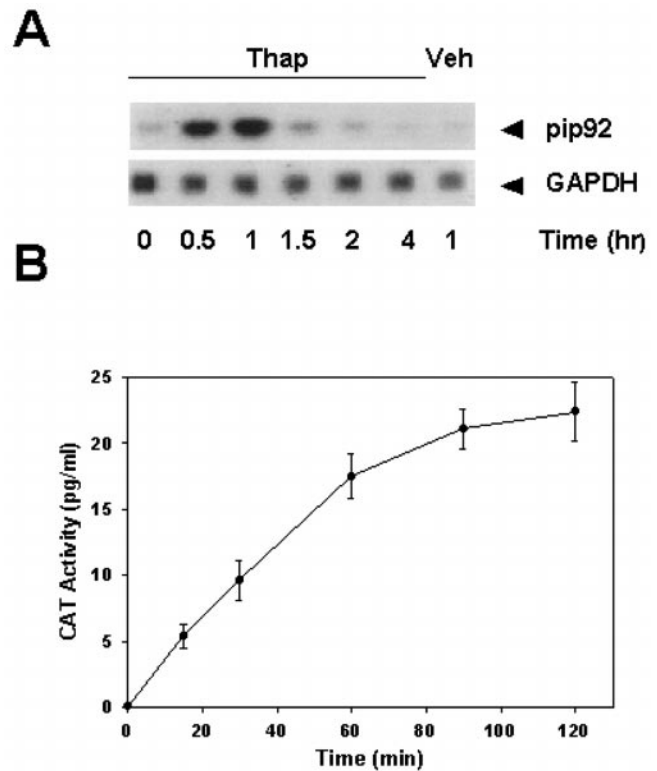 A
Thap Veh
pip92
GAPDH
0 0.5 1 1.5 2 4 1 Time (hr)
B
25
20
15
10
5
0
CAT Activity (pg/ml)
0 20 40 60 80 100 120
Time (min)